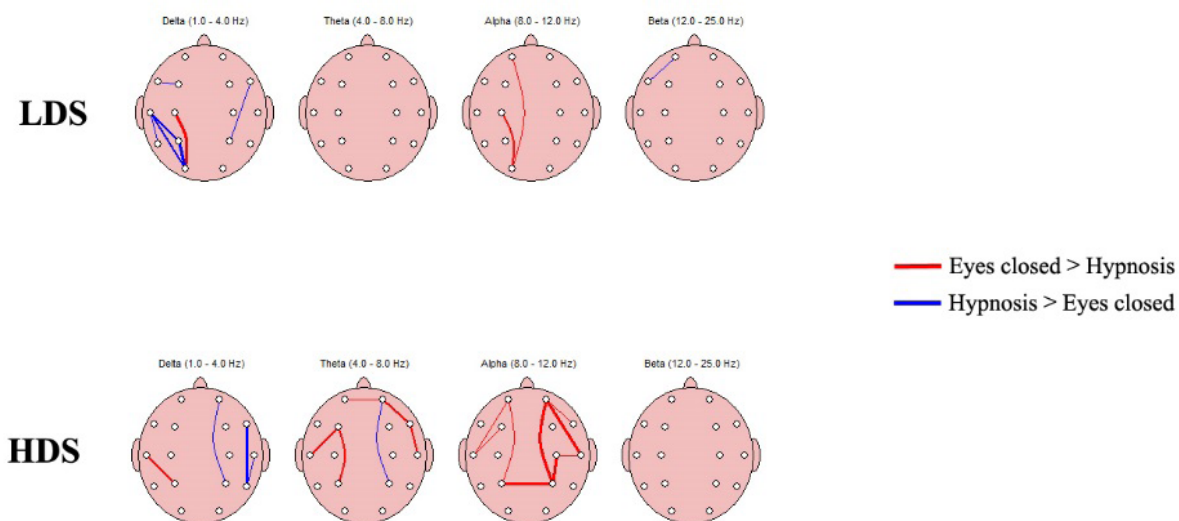 Delta (1.0 - 4.0 Hz) Theta (4.0 - 8.0 Hz) Alpha (8.0 - 12.0 Hz) Beta (12.0 - 25.0 Hz)
LDS
Eyes closed > Hypnosis
Hypnosis > Eyes closed
Delta (1.0 - 4.0 Hz) Theta (4.0 - 8.0 Hz) Alpha (8.0 - 12.0 Hz) Beta (12.0 - 25.0 Hz)
HDS